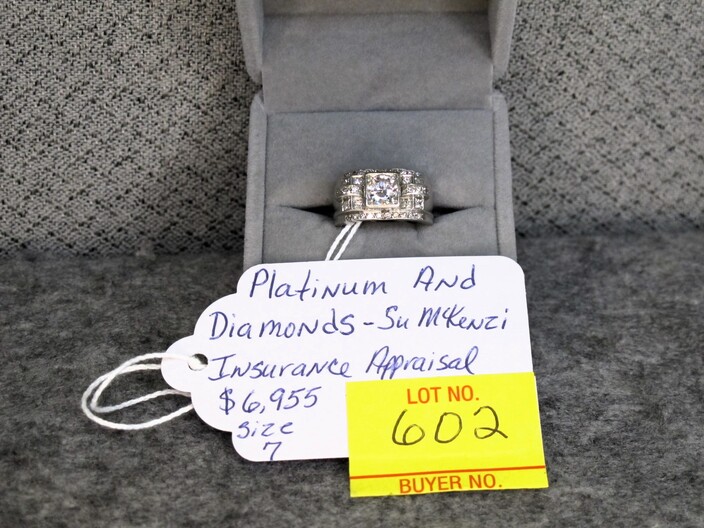 Platinum And
Diamonds - Su McKenzi
Insurance Appraisal
$6,955
size
7
LOT NO.
602
BUYER NO.